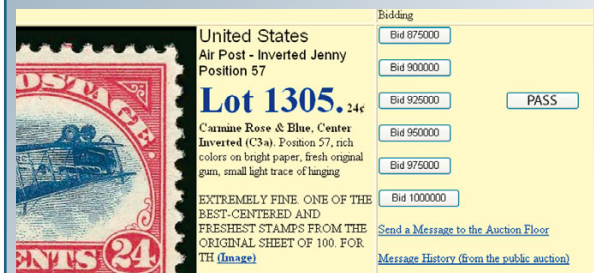 Bidding
United States
Air Post - Inverted Jenny
Position 57
Lot 1305. 24¢
Carmine Rose & Blue, Center
Inverted (C3a). Position 57, rich
colors on bright paper, fresh original
gum, small light trace of hinging
EXTREMELY FINE. ONE OF THE
BEST-CENTERED AND
FRESHEST STAMPS FROM THE
ORIGINAL SHEET OF 100. FOR
TH (Image)
Bid 875000
Bid 900000
Bid 925000
PASS
Bid 950000
Bid 975000
Bid 1000000
Send a Message to the Auction Floor
Message History (from the public auction)
POSTAGE.
ENTS 24